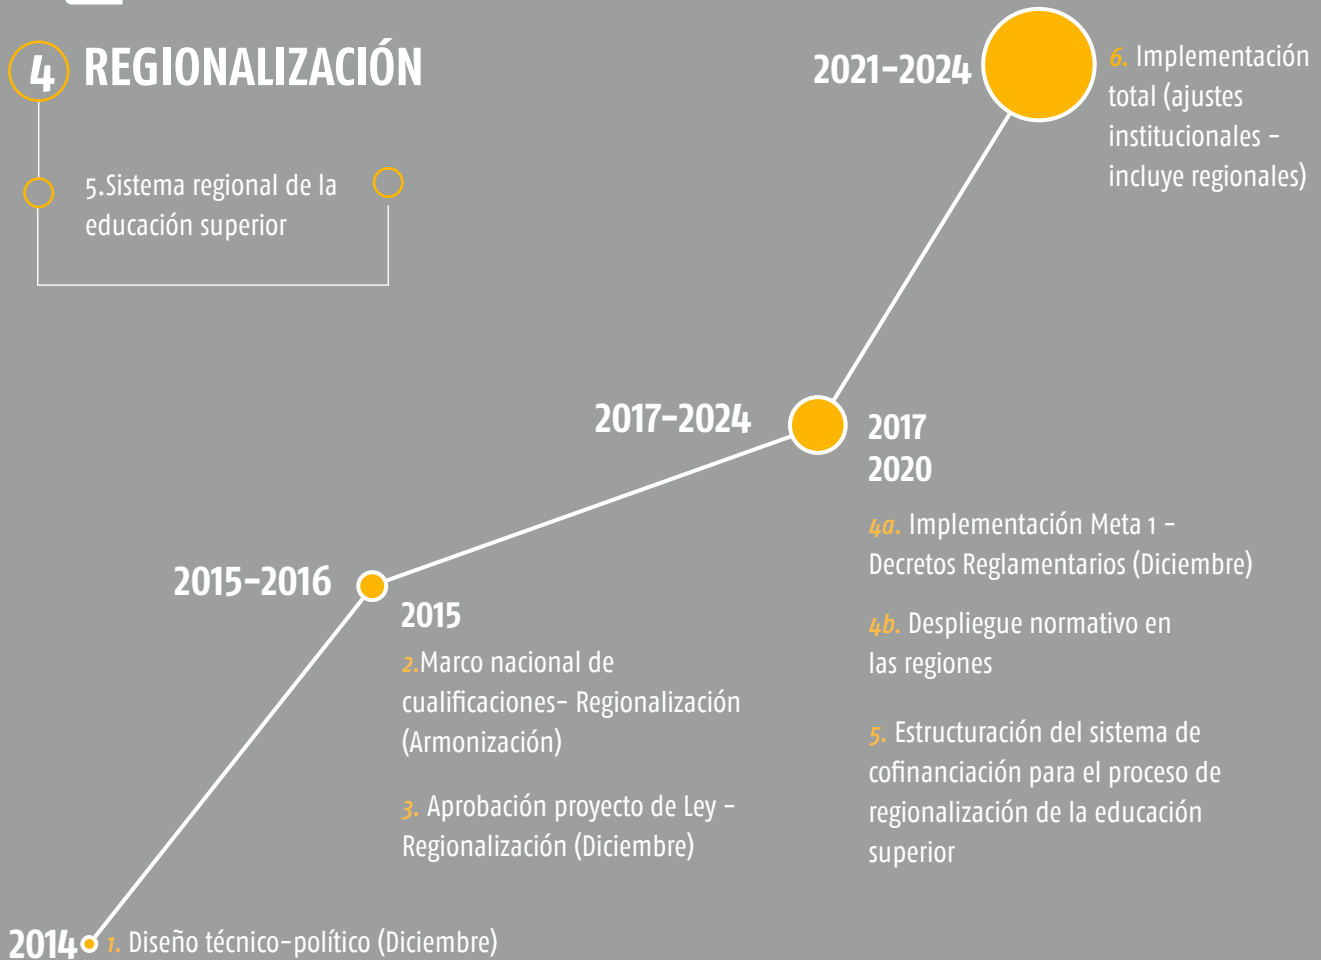 4 REGIONALIZACIÓN
5.Sistema regional de la
educación superior
2021-2024
6. Implementación
total (ajustes
institucionales -
incluye regionales)
2017-2024
2017
2020
4a. Implementación Meta 1 -
Decretos Reglamentarios (Diciembre)
4b. Despliegue normativo en
las regiones
5. Estructuración del sistema de
cofinanciación para el proceso de
regionalización de la educación
superior
2015-2016
2015
2.Marco nacional de
cualificaciones- Regionalización
(Armonización)
3. Aprobación proyecto de Ley -
Regionalización (Diciembre)
2014 1. Diseño técnico-político (Diciembre)